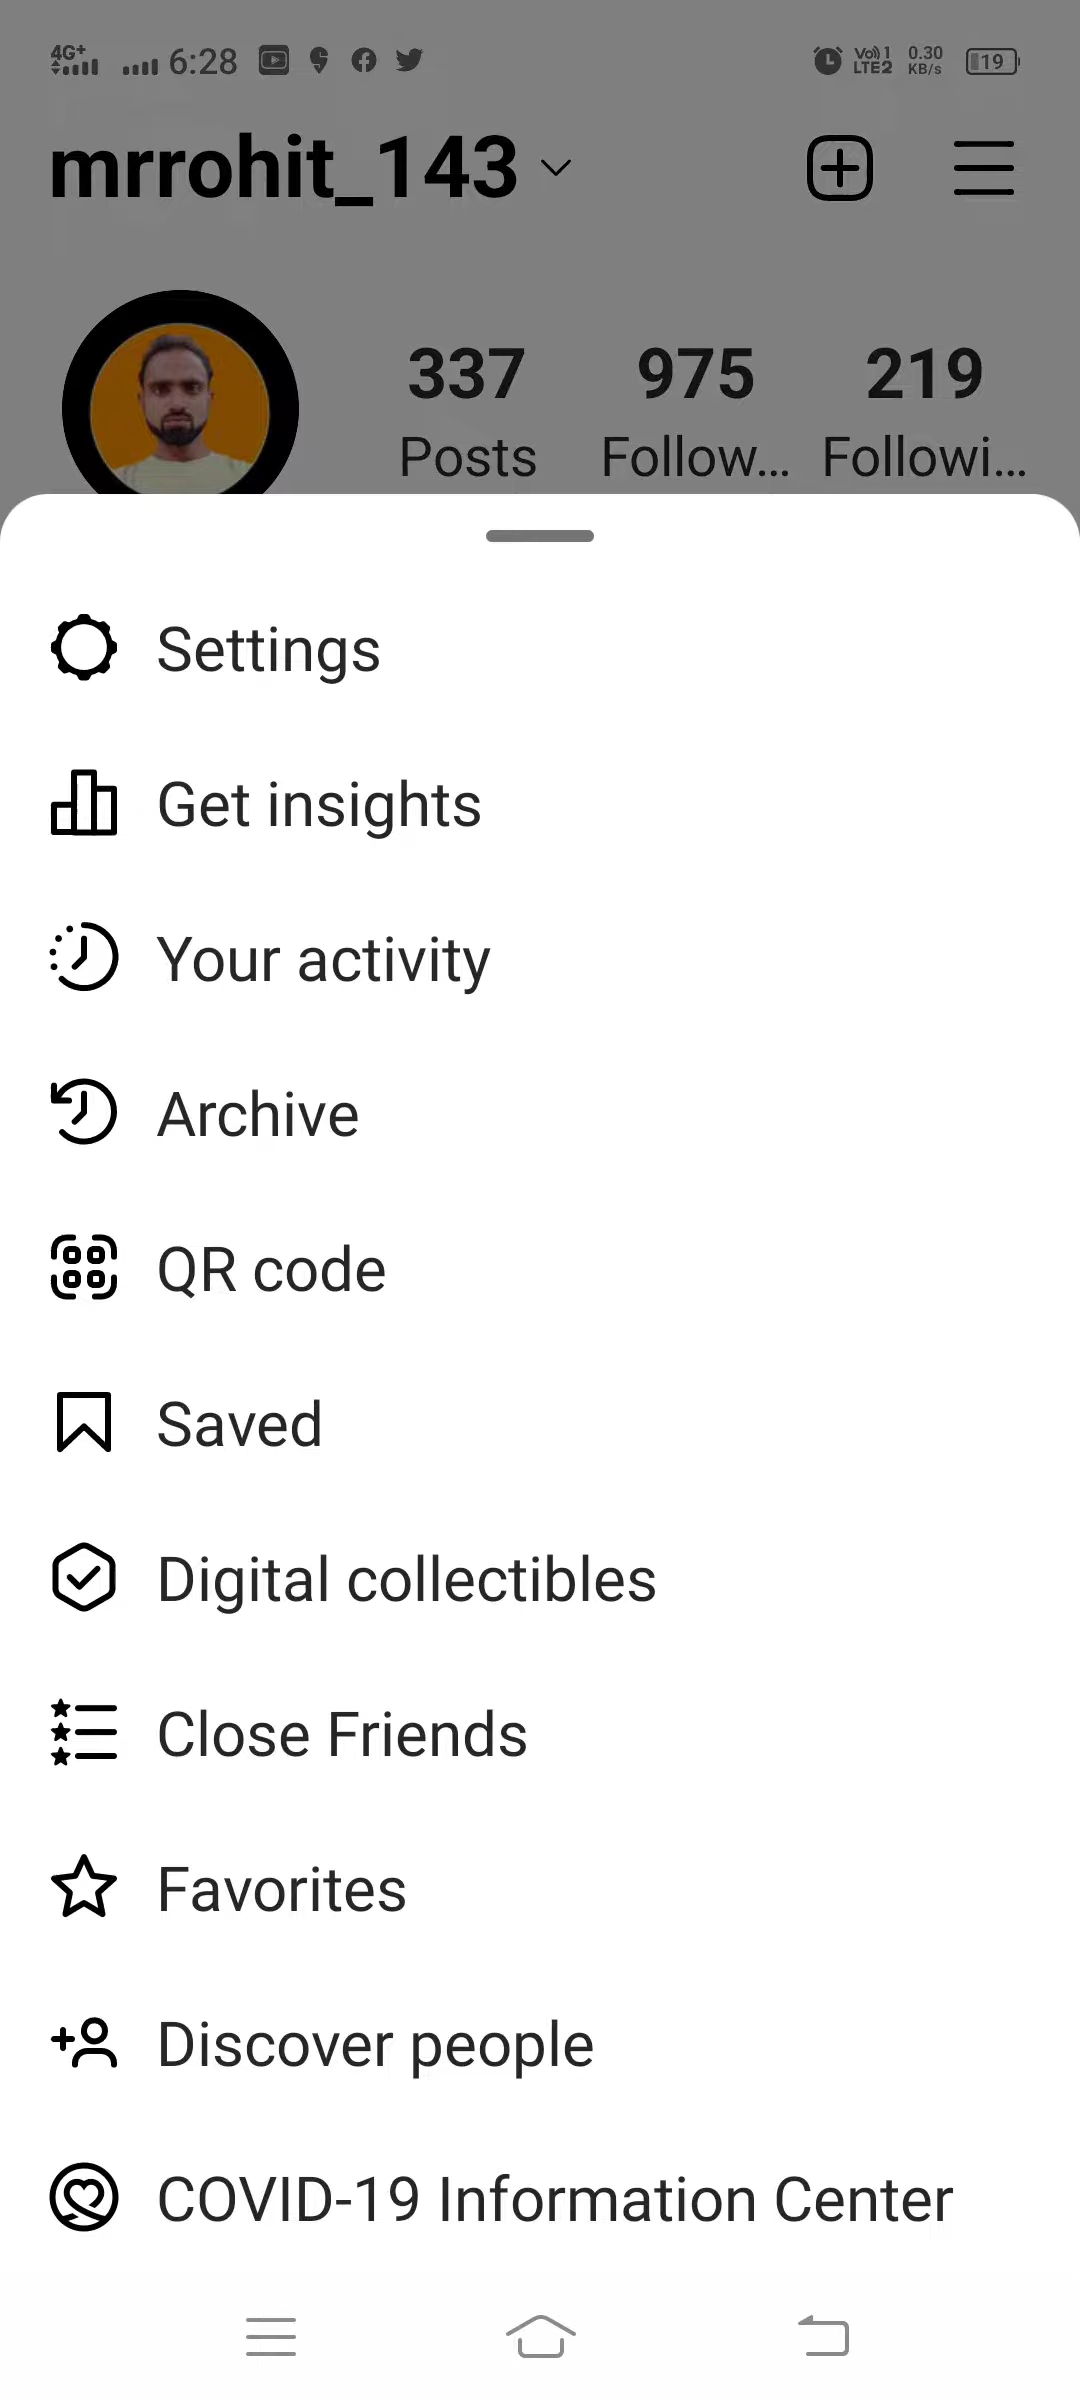 4G+ 6:28 Vo) 1 LTE2 0.30 KB/s 19
mrrohit_143
337 975 219
Posts Follow... Followi...
Settings
Get insights
Your activity
Archive
QR code
Saved
Digital collectibles
Close Friends
Favorites
Discover people
COVID-19 Information Center